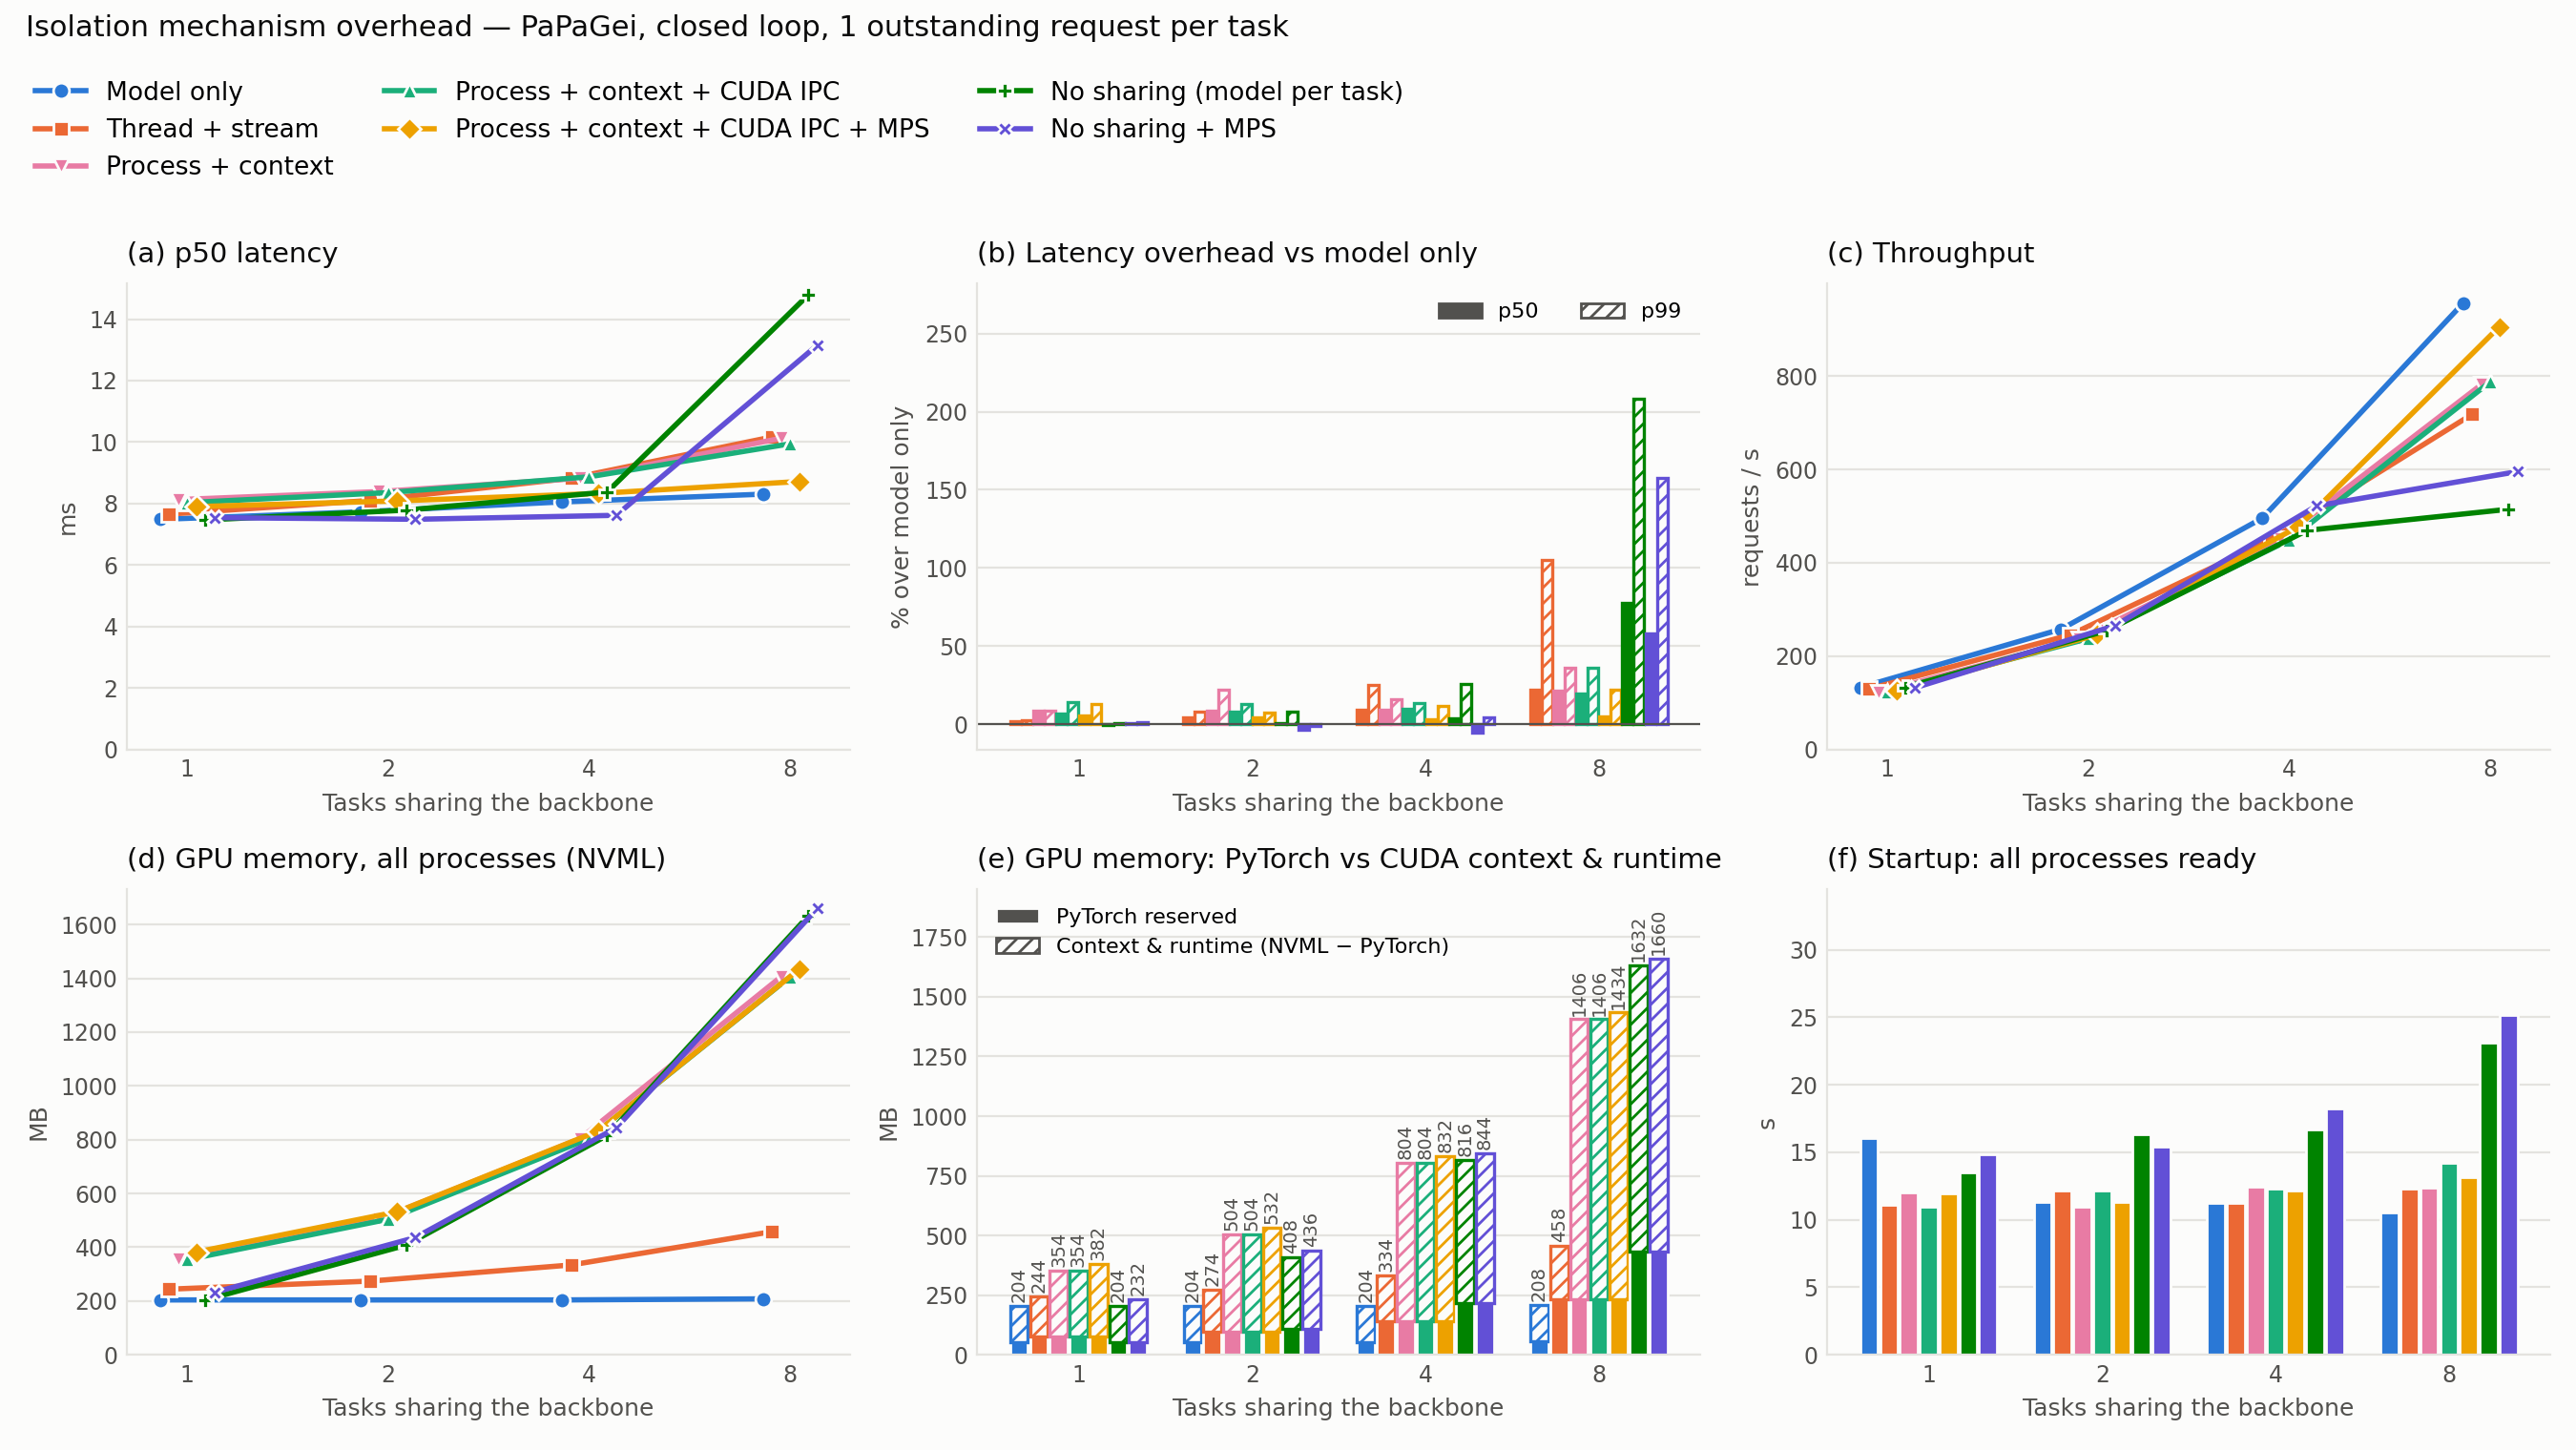 Isolation mechanism overhead — PaPaGei, closed loop, 1 outstanding request per task
Model only
Thread + stream
Process + context
Process + context + CUDA IPC
Process + context + CUDA IPC + MPS
No sharing (model per task)
No sharing + MPS
(a) p50 latency
ms
14
12
10
8
6
4
2
0
1 2 4 8
Tasks sharing the backbone
(b) Latency overhead vs model only
p50 p99
% over model only
250
200
150
100
50
0
1 2 4 8
Tasks sharing the backbone
(c) Throughput
requests / s
800
600
400
200
0
1 2 4 8
Tasks sharing the backbone
(d) GPU memory, all processes (NVML)
MB
1600
1400
1200
1000
800
600
400
200
0
1 2 4 8
Tasks sharing the backbone
(e) GPU memory: PyTorch vs CUDA context & runtime
PyTorch reserved
Context & runtime (NVML − PyTorch)
MB
1750
1500
1250
1000
750
500
250
0
204 244 354 354 382 204 232
204 274 504 504 532 408 436
204 334 804 804 832 816 844
208 458 1406 1406 1434 1632 1660
1 2 4 8
Tasks sharing the backbone
(f) Startup: all processes ready
s
30
25
20
15
10
5
0
1 2 4 8
Tasks sharing the backbone